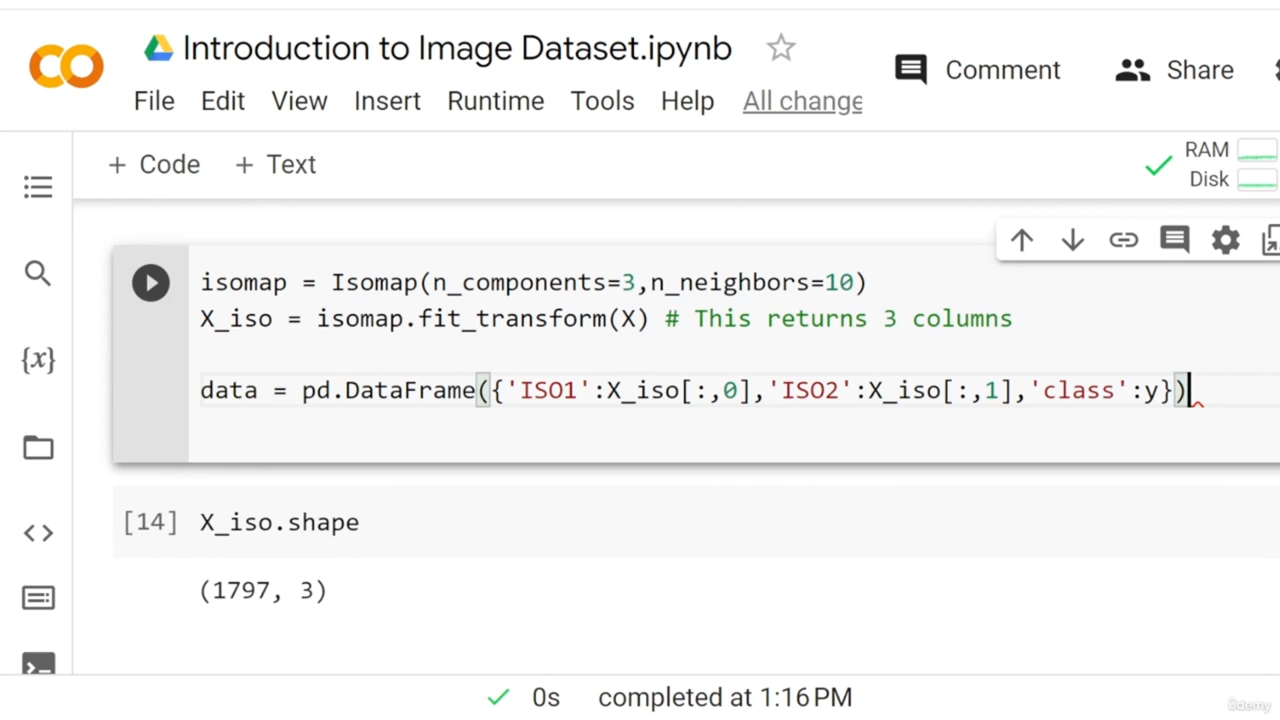 Introduction to Image Dataset.ipynb
File Edit View Insert Runtime Tools Help All change
Comment Share
+ Code + Text
RAM
Disk
{x}
isomap = Isomap(n_components=3,n_neighbors=10)
X_iso = isomap.fit_transform(X) # This returns 3 columns
data = pd.DataFrame({'ISO1':X_iso[:,0],'ISO2':X_iso[:,1],'class':y})
[14] X_iso.shape
(1797, 3)
0s completed at 1:16 PM
ûdemy